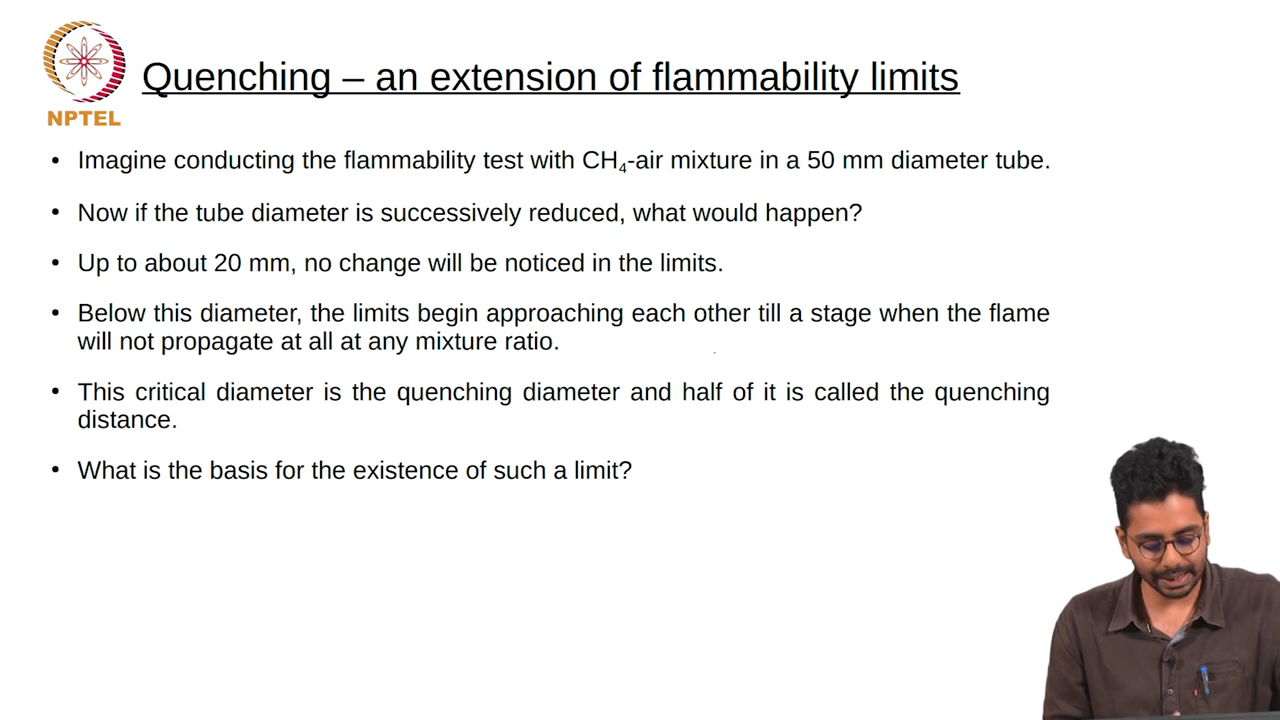 NPTEL
Quenching – an extension of flammability limits
• Imagine conducting the flammability test with CH₄-air mixture in a 50 mm diameter tube.
• Now if the tube diameter is successively reduced, what would happen?
• Up to about 20 mm, no change will be noticed in the limits.
• Below this diameter, the limits begin approaching each other till a stage when the flame
will not propagate at all at any mixture ratio.
• This critical diameter is the quenching diameter and half of it is called the quenching
distance.
• What is the basis for the existence of such a limit?